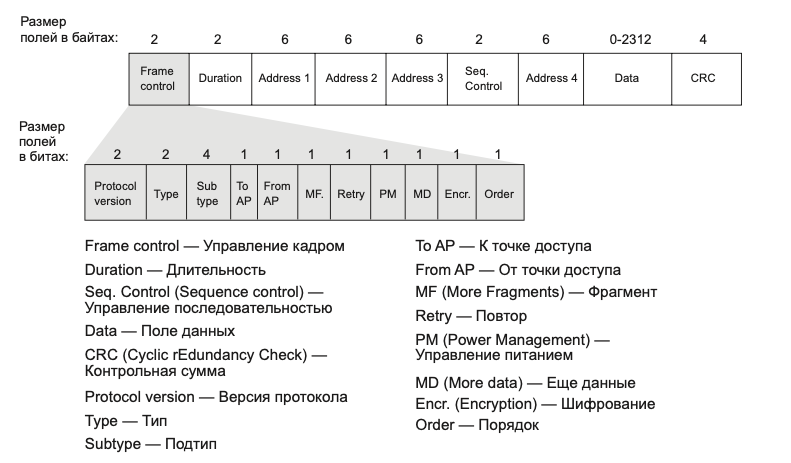 Размер
полей в байтах:
2 2 6 6 6 2 6 0-2312 4
Frame control Duration Address 1 Address 2 Address 3 Seq. Control Address 4 Data CRC
Размер
полей
в битах:
2 2 4 1 1 1 1 1 1 1 1
Protocol version Type Sub type To AP From AP MF. Retry PM MD Encr. Order
Frame control — Управление кадром
Duration — Длительность
Seq. Control (Sequence control) —
Управление последовательностью
Data — Поле данных
CRC (Cyclic rEdundancy Check) —
Контрольная сумма
Protocol version — Версия протокола
Type — Тип
Subtype — Подтип
To AP — К точке доступа
From AP — От точки доступа
MF (More Fragments) — Фрагмент
Retry — Повтор
PM (Power Management) —
Управление питанием
MD (More data) — Еще данные
Encr. (Encryption) — Шифрование
Order — Порядок